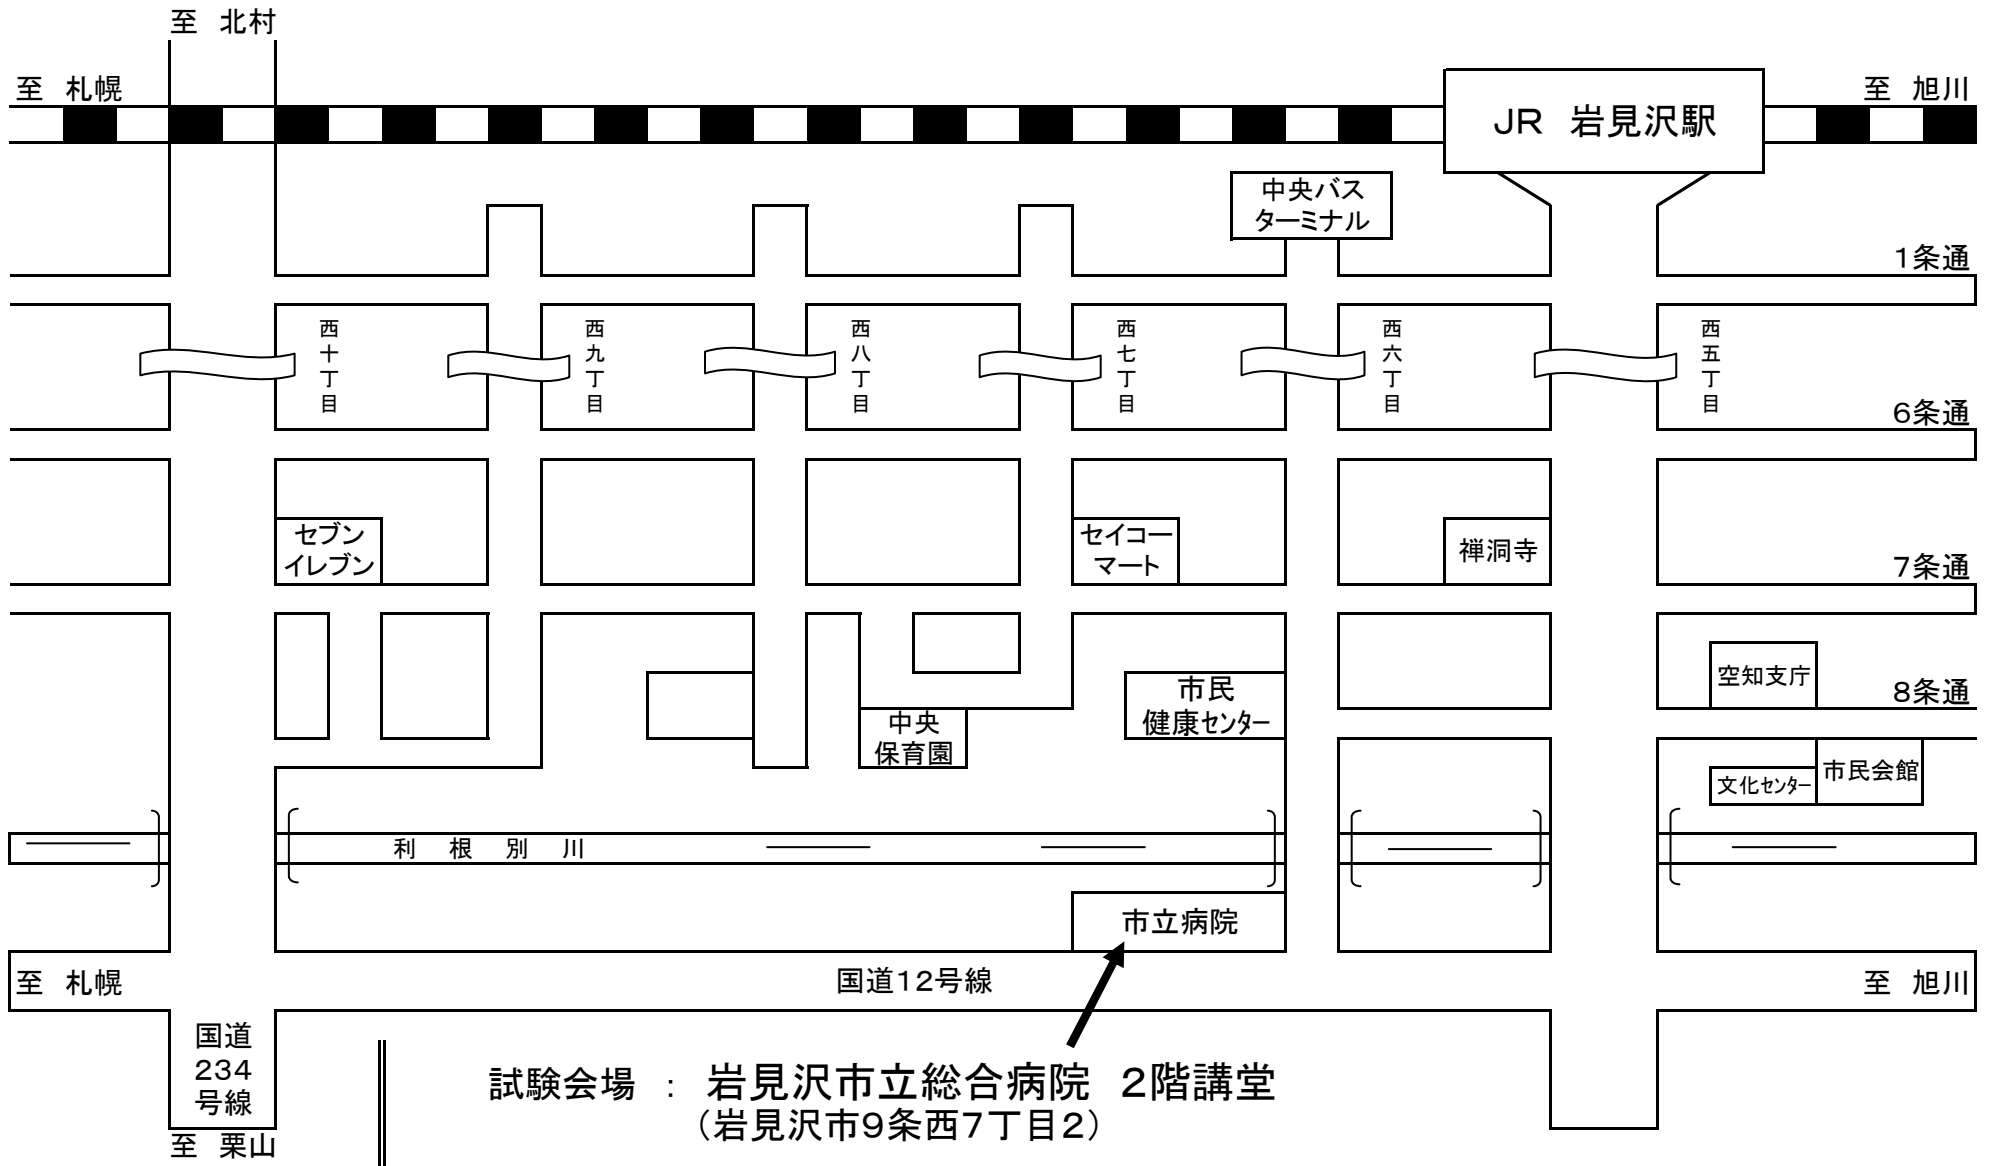 至　北村
至　札幌
至　旭川
ＪＲ　岩見沢駅
中央バス
ターミナル
１条通
西十丁目
西九丁目
西八丁目
西七丁目
西六丁目
西五丁目
６条通
セブン
イレブン
セイコー
マート
禅洞寺
７条通
空知支庁
８条通
市民
健康センター
中央
保育園
文化センター
市民会館
利　根　別　川
市立病院
至　札幌
国道１２号線
至　旭川
国道
２３４
号線
至　栗山
試験会場　：　岩見沢市立総合病院　２階講堂
（岩見沢市９条西７丁目２）